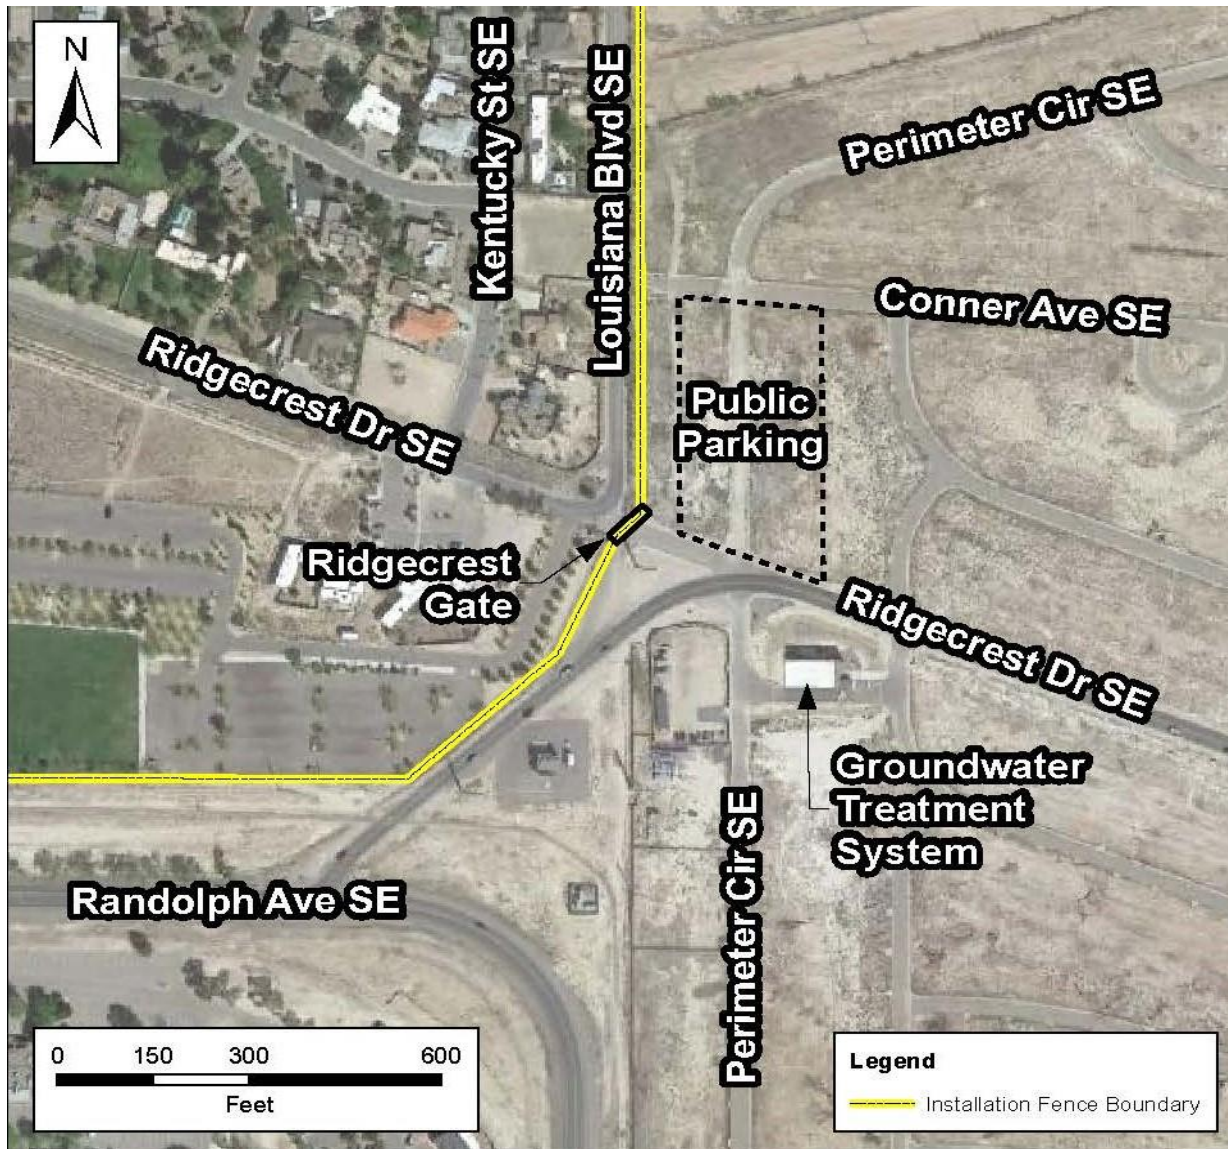 N
Kentucky St SE
Louisiana Blvd SE
Perimeter Cir SE
Conner Ave SE
Ridgecrest Dr SE
Public
Parking
Ridgecrest
Gate
Ridgecrest Dr SE
Groundwater
Treatment
System
Randolph Ave SE
Perimeter Cir SE
0 150 300 600
Feet
Legend
Installation Fence Boundary